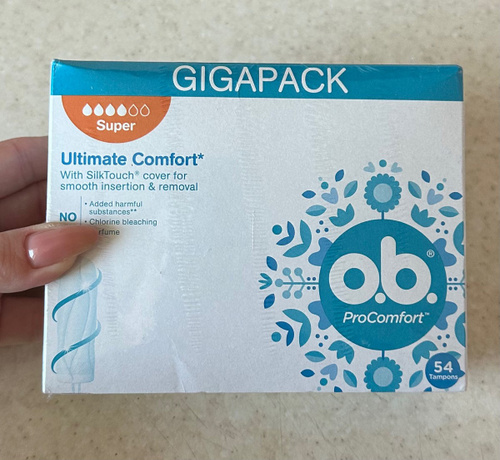 GIGAPACK
Super
Ultimate Comfort*
With SilkTouch® cover for
smooth insertion & removal
NO
• Added harmful
substances**
• Chlorine bleaching
o.b.®
ProComfort™
54
Tampons